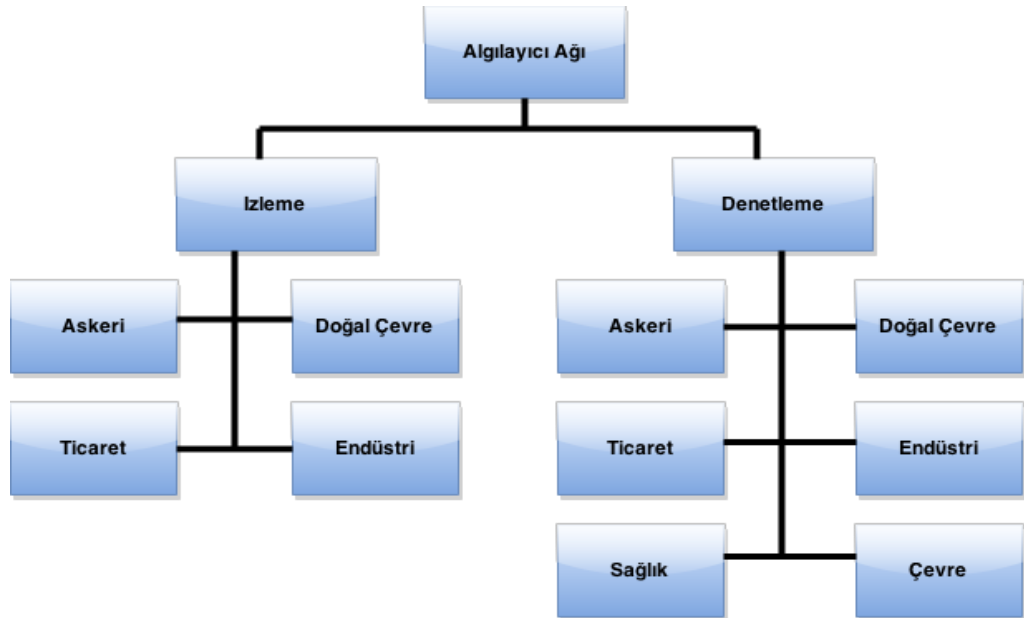 Algılayıcı Ağı
Izleme
Denetleme
Askeri
Doğal Çevre
Askeri
Doğal Çevre
Ticaret
Endüstri
Ticaret
Endüstri
Sağlık
Çevre